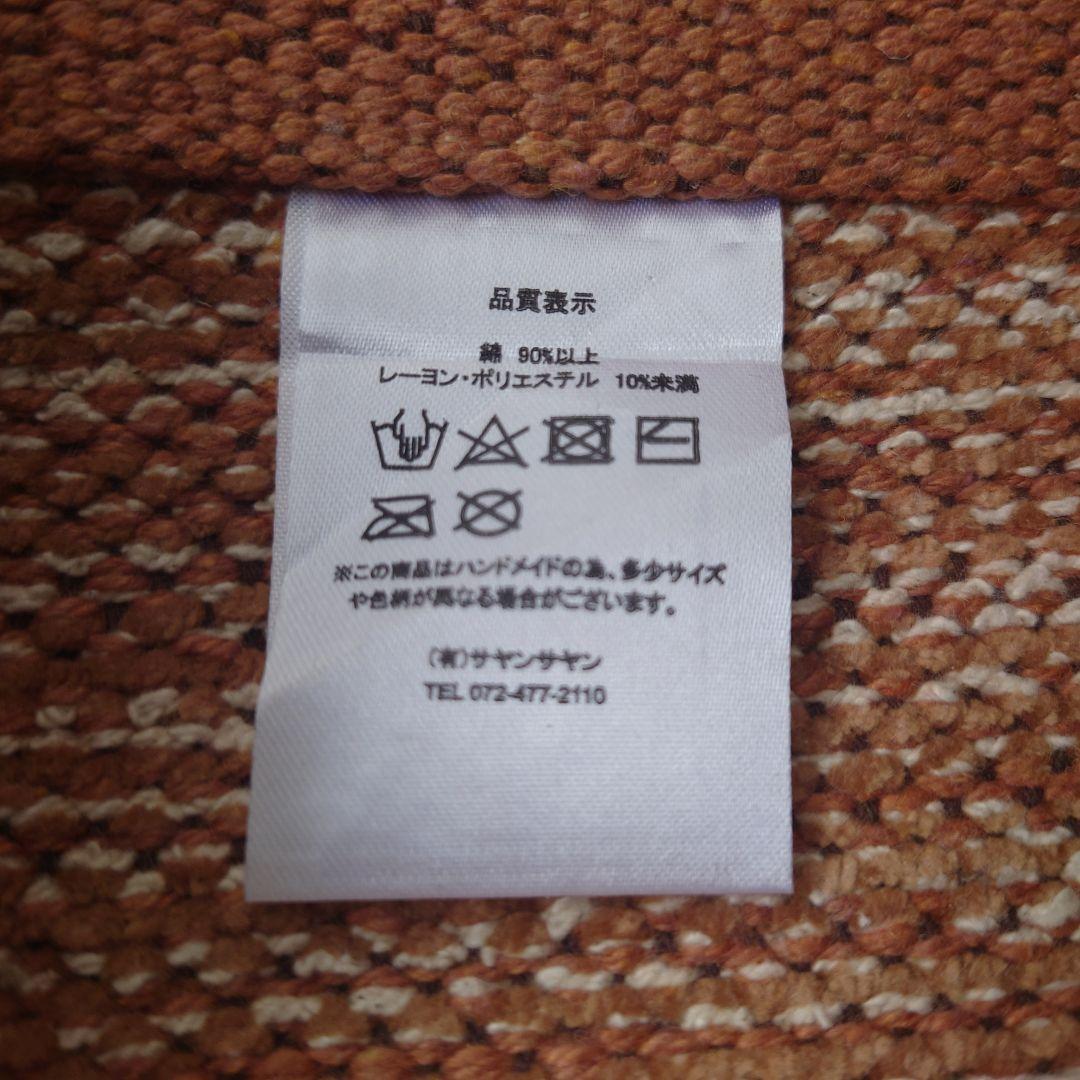 品質表示
綿 90%以上
レーヨン・ポリエステル 10%未満
※この商品はハンドメイドの為、多少サイズ
や色柄が異なる場合がございます。
(有)サヤンサヤン
TEL 072-477-2110